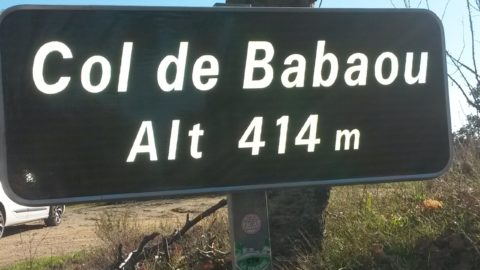 Col de Babaou
Alt 414 m